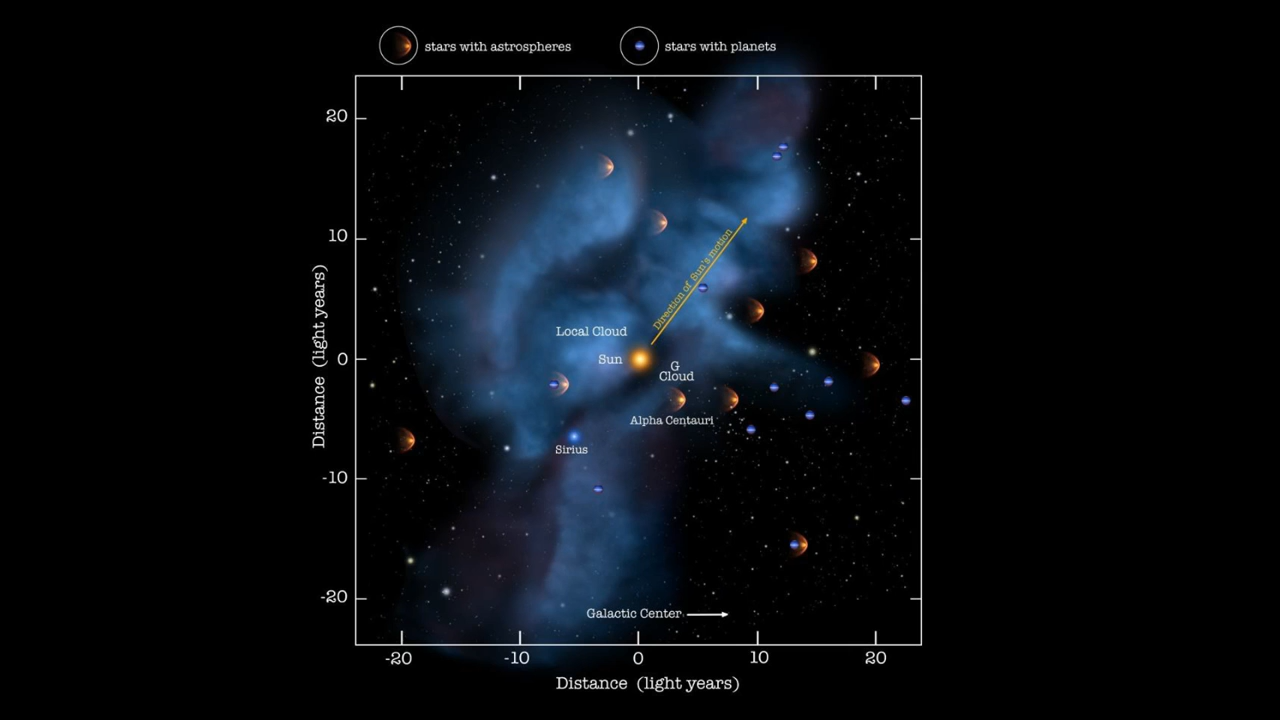 stars with astrospheres
stars with planets
20
10
0
-10
-20
Distance (light years)
Direction of Sun's motion
Local Cloud
Sun
G
Cloud
Alpha Centauri
Sirius
Galactic Center
-20
-10
0
10
20
Distance (light years)